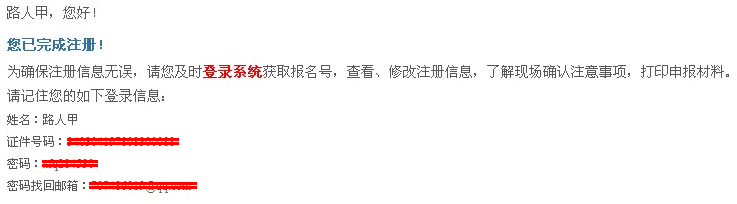 路人甲，您好！
您已完成注册！
为确保注册信息无误，请您及时登录系统获取报名号，查看、修改注册信息，了解现场确认注意事项，打印申报材料。
请记住您的如下登录信息：
姓名：路人甲
证件号码：
密码：
密码找回邮箱：